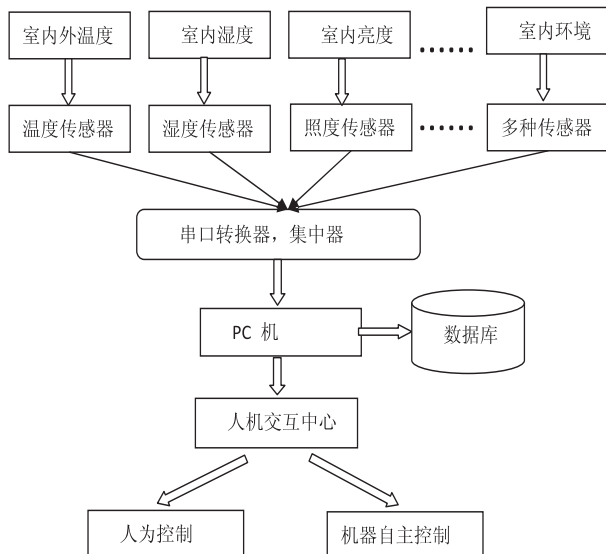 室内外温度
室内湿度
室内亮度
......
室内环境
温度传感器
湿度传感器
照度传感器
......
多种传感器
串口转换器，集中器
PC 机
数据库
人机交互中心
人为控制
机器自主控制